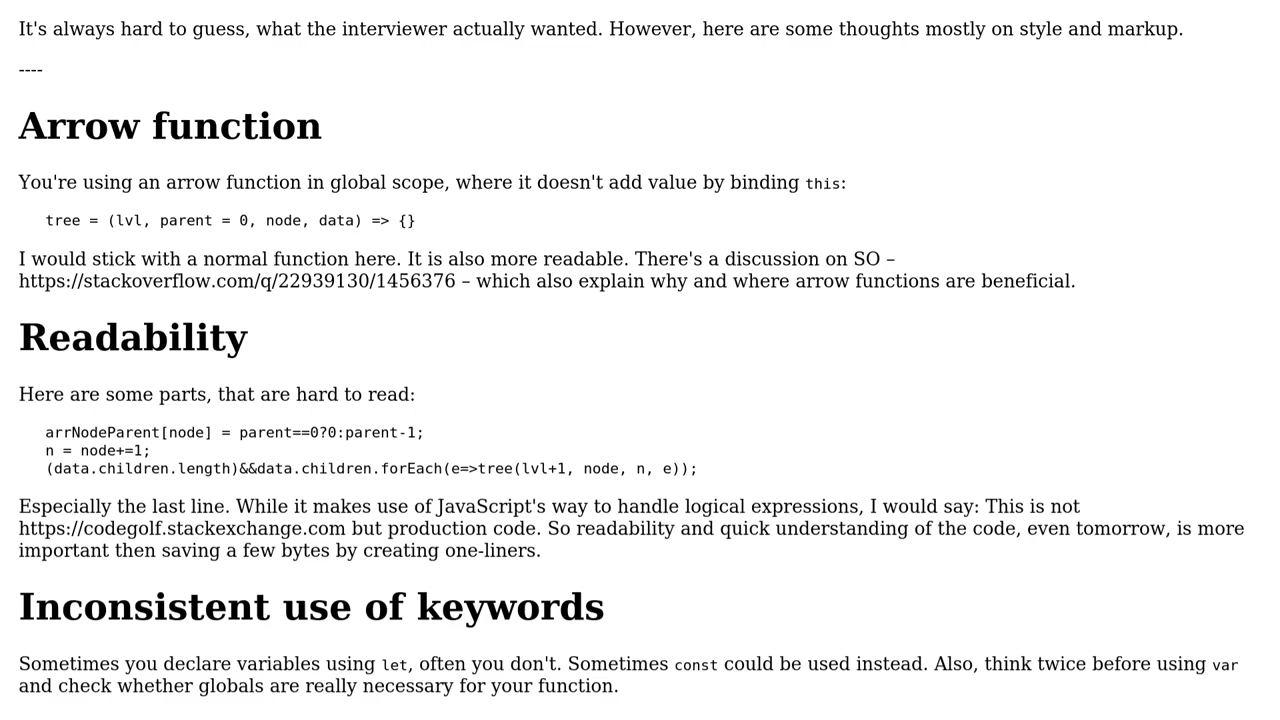 It's always hard to guess, what the interviewer actually wanted. However, here are some thoughts mostly on style and markup.
----
Arrow function
You're using an arrow function in global scope, where it doesn't add value by binding this:
tree = (lvl, parent = 0, node, data) => {}
I would stick with a normal function here. It is also more readable. There's a discussion on SO –
https://stackoverflow.com/q/22939130/1456376 – which also explain why and where arrow functions are beneficial.
Readability
Here are some parts, that are hard to read:
arrNodeParent[node] = parent==0?0:parent-1;
n = node+=1;
(data.children.length)&&data.children.forEach(e=>tree(lvl+1, node, n, e));
Especially the last line. While it makes use of JavaScript's way to handle logical expressions, I would say: This is not
https://codegolf.stackexchange.com but production code. So readability and quick understanding of the code, even tomorrow, is more
important then saving a few bytes by creating one-liners.
Inconsistent use of keywords
Sometimes you declare variables using let, often you don't. Sometimes const could be used instead. Also, think twice before using var
and check whether globals are really necessary for your function.